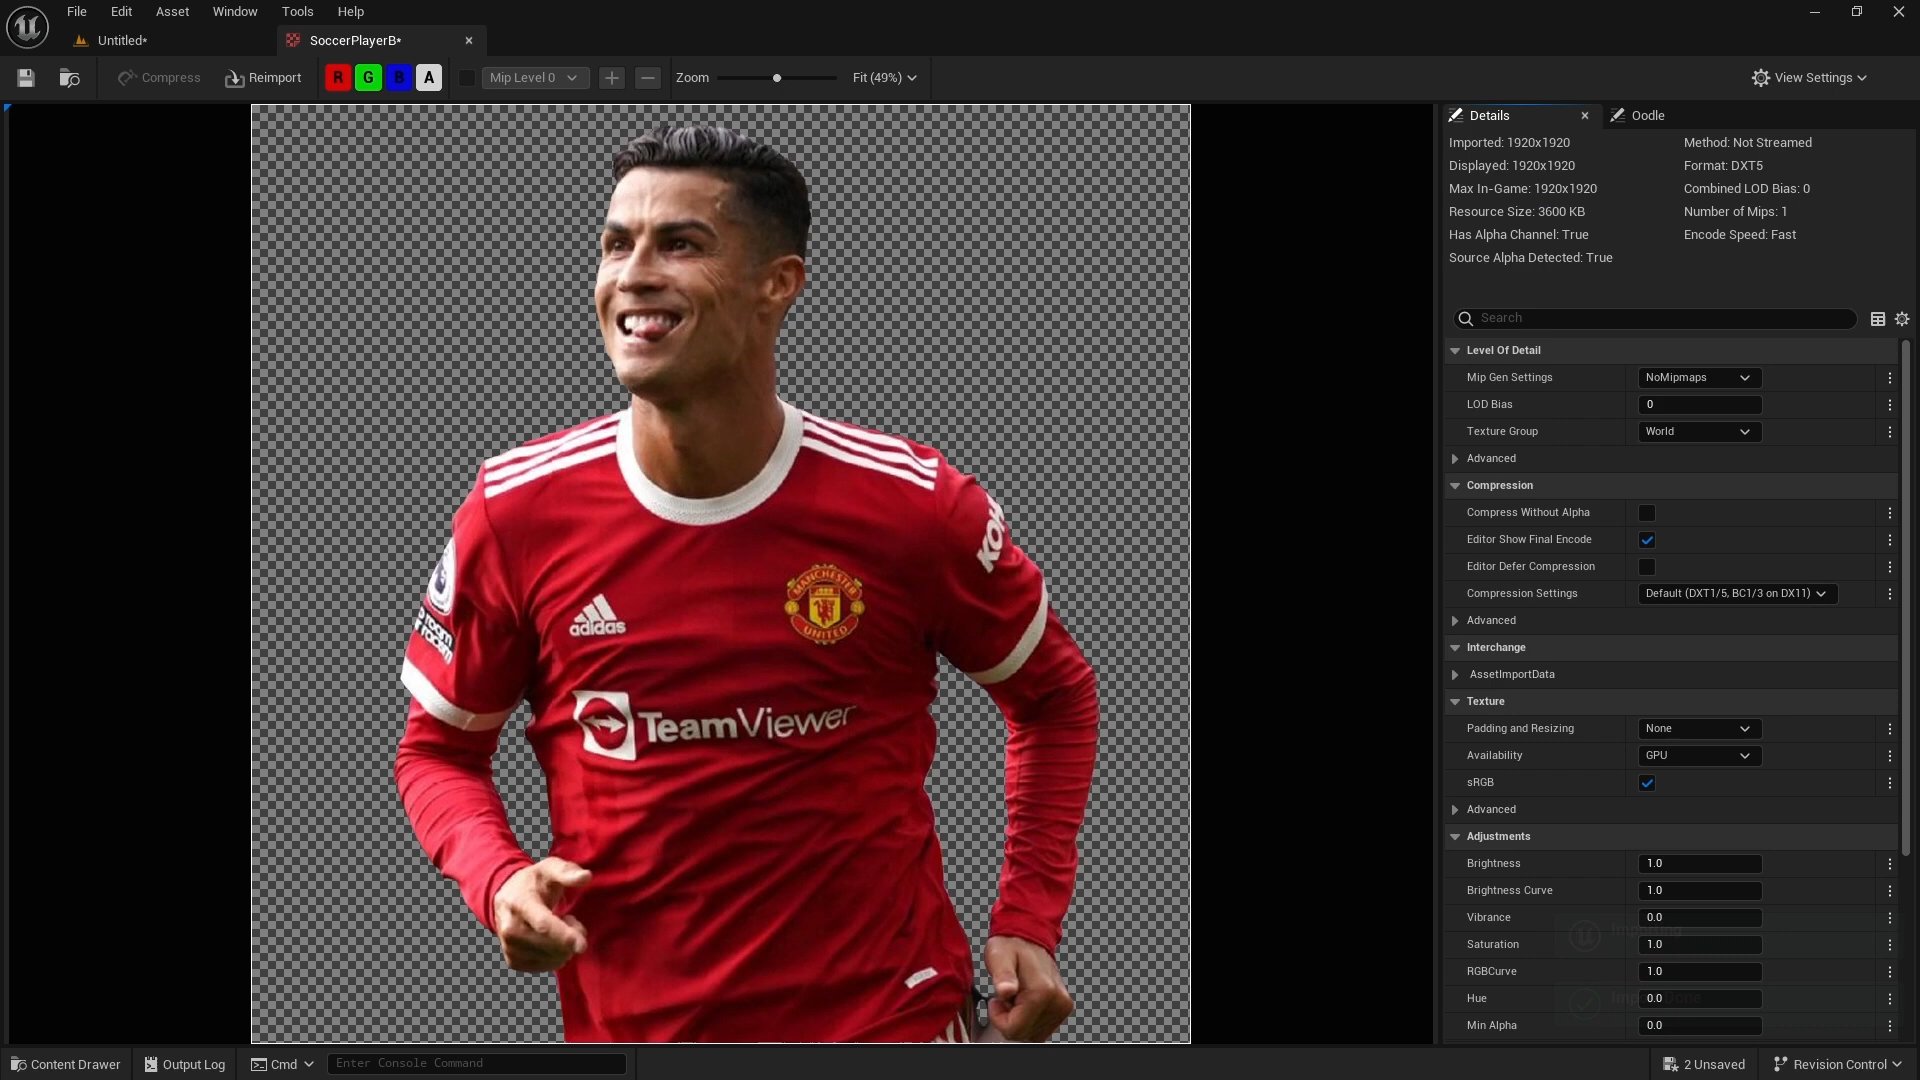 File Edit Asset Window Tools Help
Untitled*
SoccerPlayerB*
Compress
Reimport
R G B A
Mip Level 0
Zoom
Fit (49%)
View Settings
Details
Oodle
Imported: 1920x1920
Method: Not Streamed
Displayed: 1920x1920
Format: DXT5
Max In-Game: 1920x1920
Combined LOD Bias: 0
Resource Size: 3600 KB
Number of Mips: 1
Has Alpha Channel: True
Encode Speed: Fast
Source Alpha Detected: True
Search
Level Of Detail
Mip Gen Settings NoMipmaps
LOD Bias 0
Texture Group World
Advanced
Compression
Compress Without Alpha
Editor Show Final Encode
Editor Defer Compression
Compression Settings Default (DXT1/5, BC1/3 on DX11)
Advanced
Interchange
AssetImportData
Texture
Padding and Resizing None
Availability GPU
sRGB
Advanced
Adjustments
Brightness 1.0
Brightness Curve 1.0
Vibrance 0.0
Saturation 1.0
RGBCurve 1.0
Hue 0.0
Min Alpha 0.0
KOH
MANCHESTER
UNITED
adidas
room
racism
TeamViewer
Content Drawer
Output Log
Cmd
Enter Console Command
2 Unsaved
Revision Control